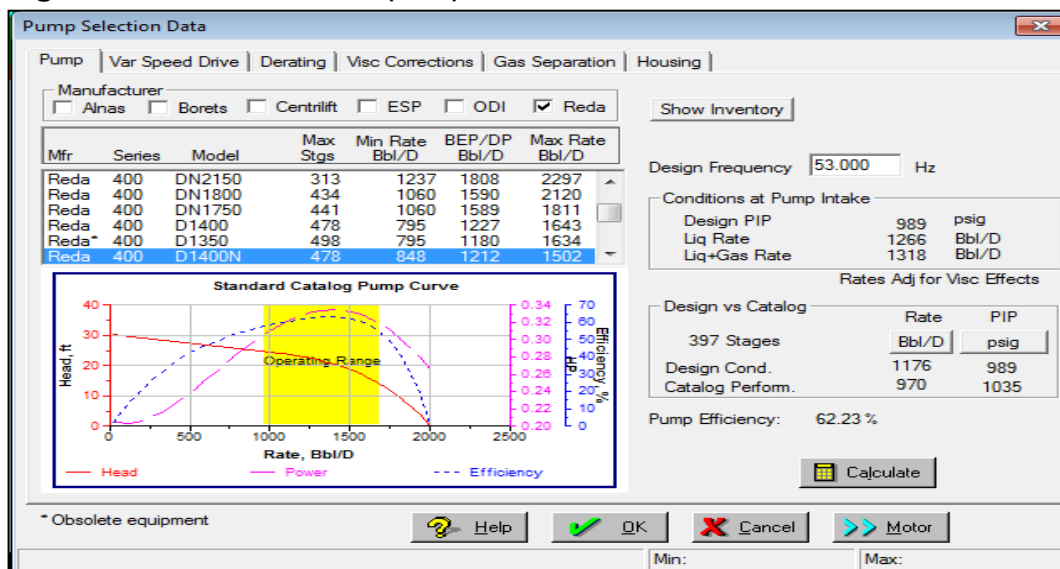 Pump Selection Data
Pump Var Speed Drive Derating Visc Corrections Gas Separation Housing
Manufacturer
Alnas Borets Centrilift ESP ODI Reda
Show Inventory
Mfr Series Model Max Stgs Min Rate Bbl/D BEP/DP Bbl/D Max Rate Bbl/D
Reda 400 DN2150 313 1237 1808 2297
Reda 400 DN1800 434 1060 1590 2120
Reda 400 DN1750 441 1060 1589 1811
Reda 400 D1400 478 795 1227 1643
Reda* 400 D1350 498 795 1180 1634
Reda 400 D1400N 478 848 1212 1502
Design Frequency 53.000 Hz
Conditions at Pump Intake
Design PIP 989 psig
Liq Rate 1266 Bbl/D
Liq+Gas Rate 1318 Bbl/D
Rates Adj for Visc Effects
Design vs Catalog
Rate PIP
397 Stages Bbl/D psig
Design Cond. 1176 989
Catalog Perform. 970 1035
Pump Efficiency: 62.23 %
Calculate
Standard Catalog Pump Curve
Head, ft
40
30
20
10
0
Operating Range
0.34
0.32
0.30
0.28
0.26
0.24
0.22
0.20
HP
70
60
50
40
30
20
10
0
Efficiency, %
0 500 1000 1500 2000 2500
Rate, Bbl/D
Head Power Efficiency
* Obsolete equipment
Help OK Cancel >> Motor
Min: Max: